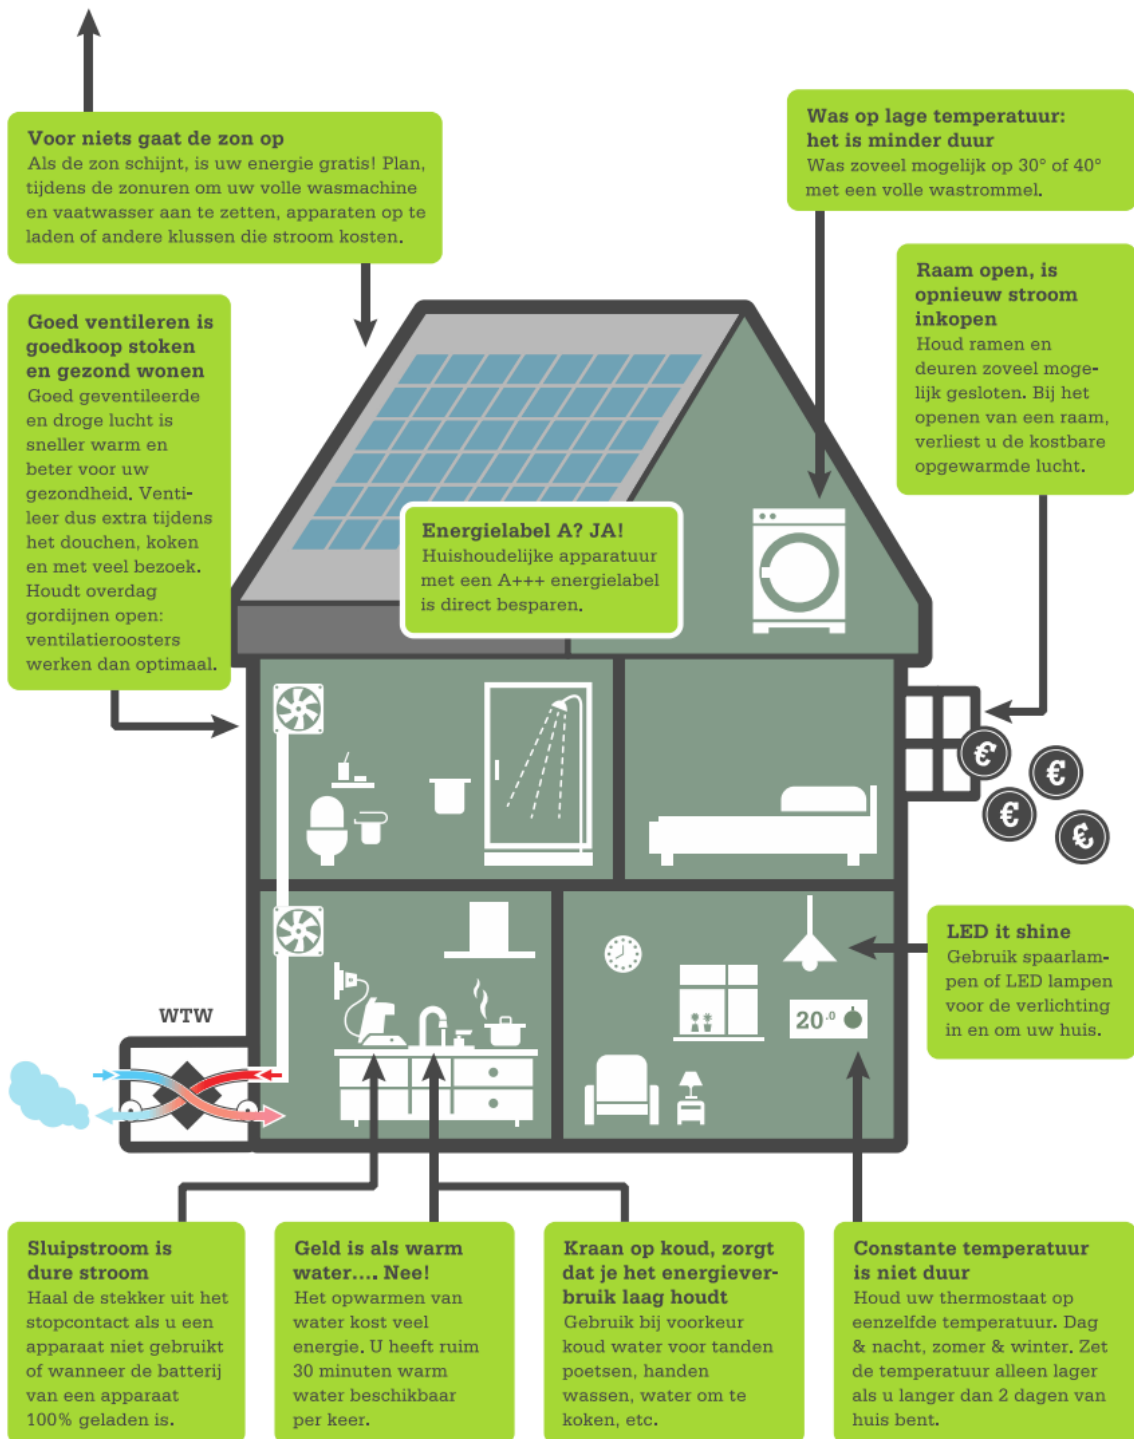 Voor niets gaat de zon op
Als de zon schijnt, is uw energie gratis! Plan,
tijdens de zonuren om uw volle wasmachine
en vaatwasser aan te zetten, apparaten op te
laden of andere klussen die stroom kosten.
Was op lage temperatuur:
het is minder duur
Was zoveel mogelijk op 30° of 40°
met een volle wastrommel.
Raam open, is
opnieuw stroom
inkopen
Houd ramen en
deuren zoveel moge-
lijk gesloten. Bij het
openen van een raam,
verliest u de kostbare
opgewarmde lucht.
Goed ventileren is
goedkoop stoken
en gezond wonen
Goed geventileerde
en droge lucht is
sneller warm en
beter voor uw
gezondheid. Venti-
leer dus extra tijdens
het douchen, koken
en met veel bezoek.
Houdt overdag
gordijnen open:
ventilatieroosters
werken dan optimaal.
Energielabel A? JA!
Huishoudelijke apparatuur
met een A+++ energielabel
is direct besparen.
€
€
€
€
LED it shine
Gebruik spaarlam-
pen of LED lampen
voor de verlichting
in en om uw huis.
20.0
WTW
Sluipstroom is
dure stroom
Haal de stekker uit het
stopcontact als u een
apparaat niet gebruikt
of wanneer de batterij
van een apparaat
100% geladen is.
Geld is als warm
water.... Nee!
Het opwarmen van
water kost veel
energie. U heeft ruim
30 minuten warm
water beschikbaar
per keer.
Kraan op koud, zorgt
dat je het energiever-
bruik laag houdt
Gebruik bij voorkeur
koud water voor tanden
poetsen, handen
wassen, water om te
koken, etc.
Constante temperatuur
is niet duur
Houd uw thermostaat op
eenzelfde temperatuur. Dag
& nacht, zomer & winter. Zet
de temperatuur alleen lager
als u langer dan 2 dagen van
huis bent.